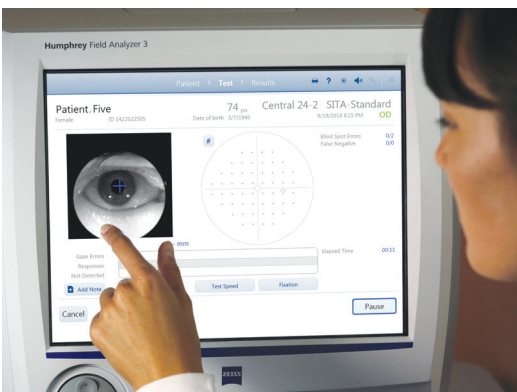 Humphrey Field Analyzer 3
Patient > Test > Results
?
Patient, Five
74 yrs
Central 24-2 SITA-Standard
Female
ID 1422622505
Date of birth 3/7/1940
9/19/2014 8:15 PM
OD
#
Blind Spot Errors 0/2
False Negative 0/0
mm
Gaze Errors
Responses
Not Detected
Elapsed Time 00:33
Add Note
Test Speed
Fixation
Cancel
Pause
ZEISS